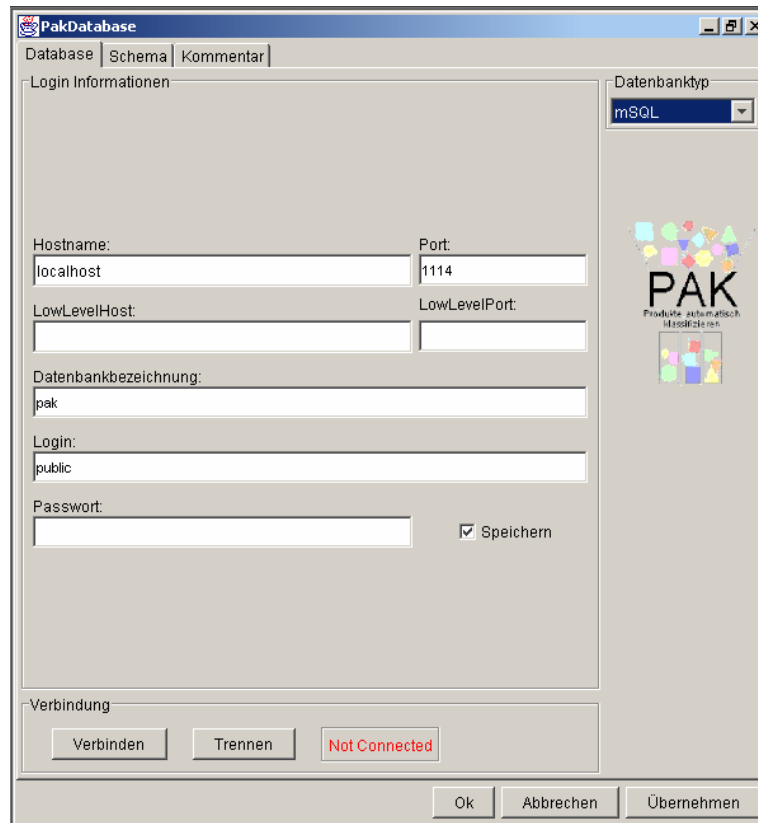 PakDatabase
Database Schema Kommentar
Login Informationen
Datenbanktyp
mSQL
Hostname: Port:
localhost 1114
LowLevelHost: LowLevelPort:
Datenbankbezeichnung:
pak
Login:
public
Passwort:
Speichern
PAK
Produkte automatisch
klassifizieren
Verbindung
Verbinden Trennen Not Connected
Ok Abbrechen Übernehmen